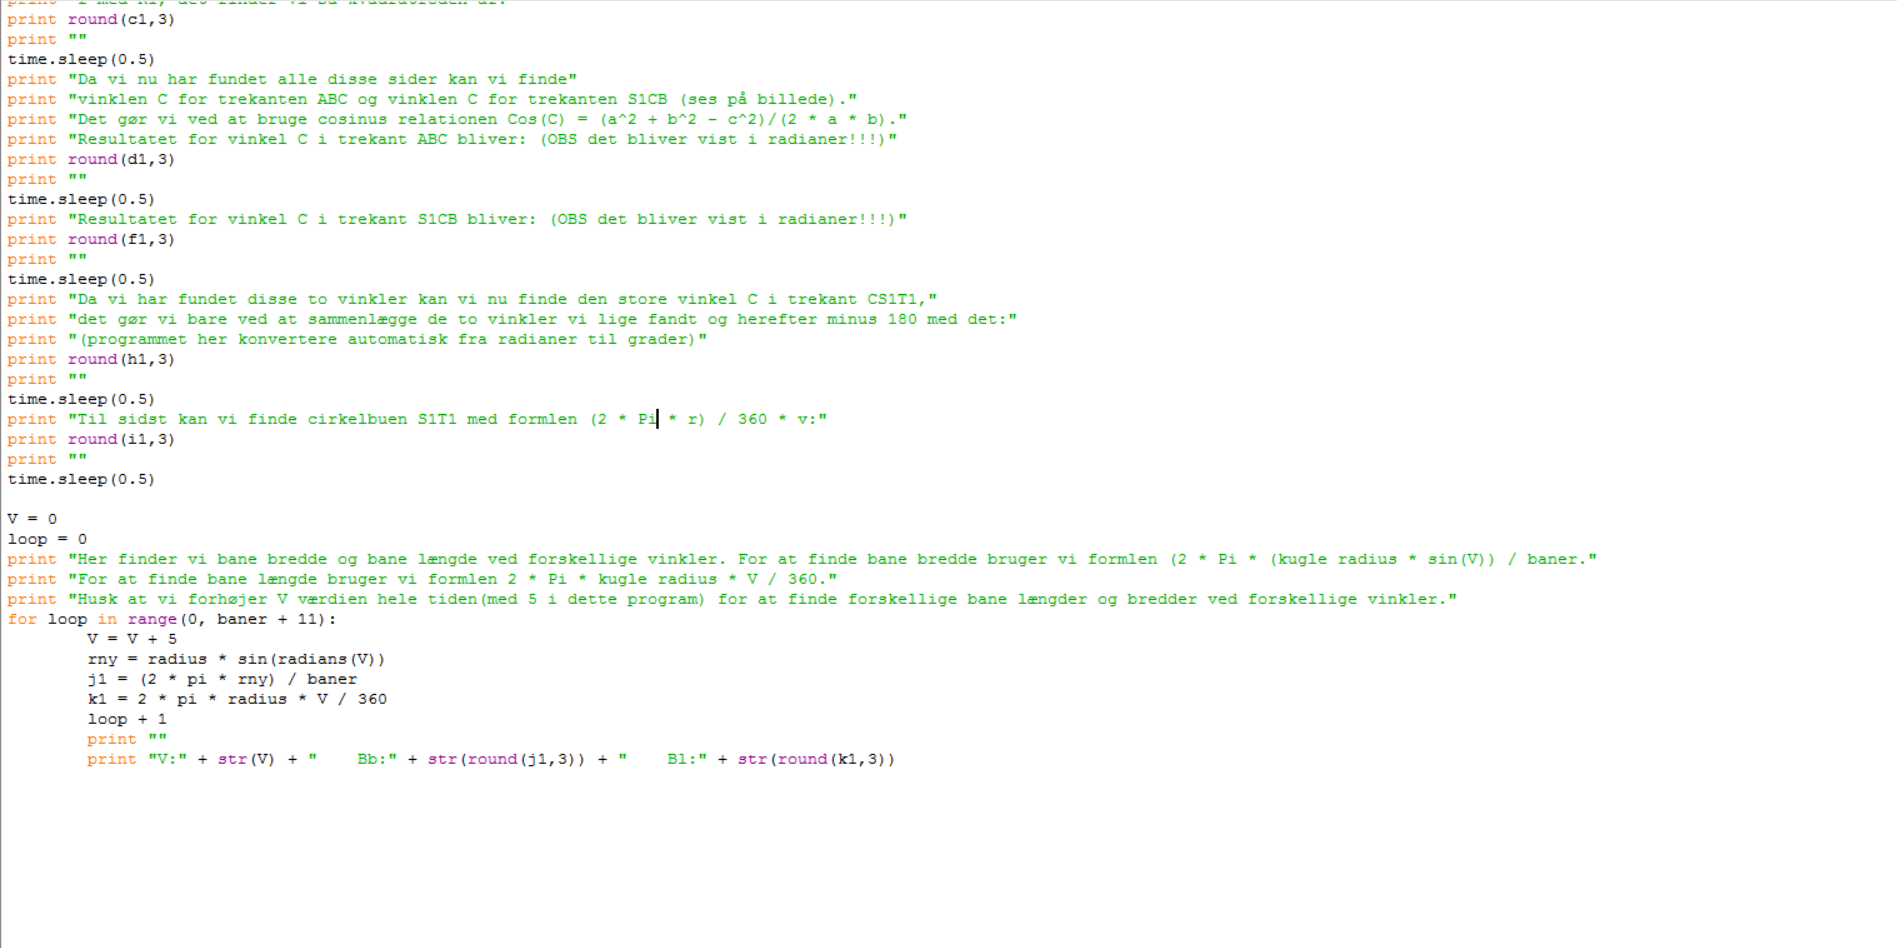 print round(c1,3)
print ""
time.sleep(0.5)
print "Da vi nu har fundet alle disse sider kan vi finde"
print "vinklen C for trekanten ABC og vinklen C for trekanten S1CB (ses på billede)."
print "Det gør vi ved at bruge cosinus relationen Cos(C) = (a^2 + b^2 - c^2)/(2 * a * b)."
print "Resultatet for vinkel C i trekant ABC bliver: (OBS det bliver vist i radianer!!!)"
print round(d1,3)
print ""
time.sleep(0.5)
print "Resultatet for vinkel C i trekant S1CB bliver: (OBS det bliver vist i radianer!!!)"
print round(f1,3)
print ""
time.sleep(0.5)
print "Da vi har fundet disse to vinkler kan vi nu finde den store vinkel C i trekant CS1T1,"
print "det gør vi bare ved at sammenlægge de to vinkler vi lige fandt og herefter minus 180 med det:"
print "(programmet her konvertere automatisk fra radianer til grader)"
print round(h1,3)
print ""
time.sleep(0.5)
print "Til sidst kan vi finde cirkelbuen S1T1 med formlen (2 * Pi * r) / 360 * v:"
print round(i1,3)
print ""
time.sleep(0.5)
V = 0
loop = 0
print "Her finder vi bane bredde og bane længde ved forskellige vinkler. For at finde bane bredde bruger vi formlen (2 * Pi * (kugle radius * sin(V)) / baner."
print "For at finde bane længde bruger vi formlen 2 * Pi * kugle radius * V / 360."
print "Husk at vi forhøjer V værdien hele tiden(med 5 i dette program) for at finde forskellige bane længder og bredder ved forskellige vinkler."
for loop in range(0, baner + 11):
V = V + 5
rny = radius * sin(radians(V))
j1 = (2 * pi * rny) / baner
k1 = 2 * pi * radius * V / 360
loop + 1
print ""
print "V:" + str(V) + "    Bb:" + str(round(j1,3)) + "    Bl:" + str(round(k1,3))